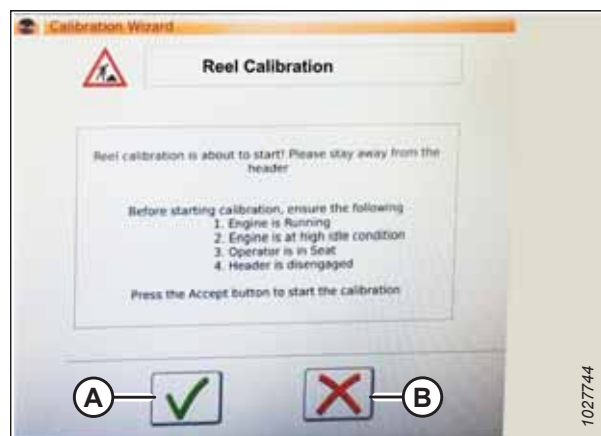 Calibration Wizard
Reel Calibration
Reel calibration is about to start! Please stay away from the
header
Before starting calibration, ensure the following
1. Engine is Running
2. Engine is at high idle condition
3. Operator is in Seat
4. Header is disengaged
Press the Accept button to start the calibration
A
B
1027744